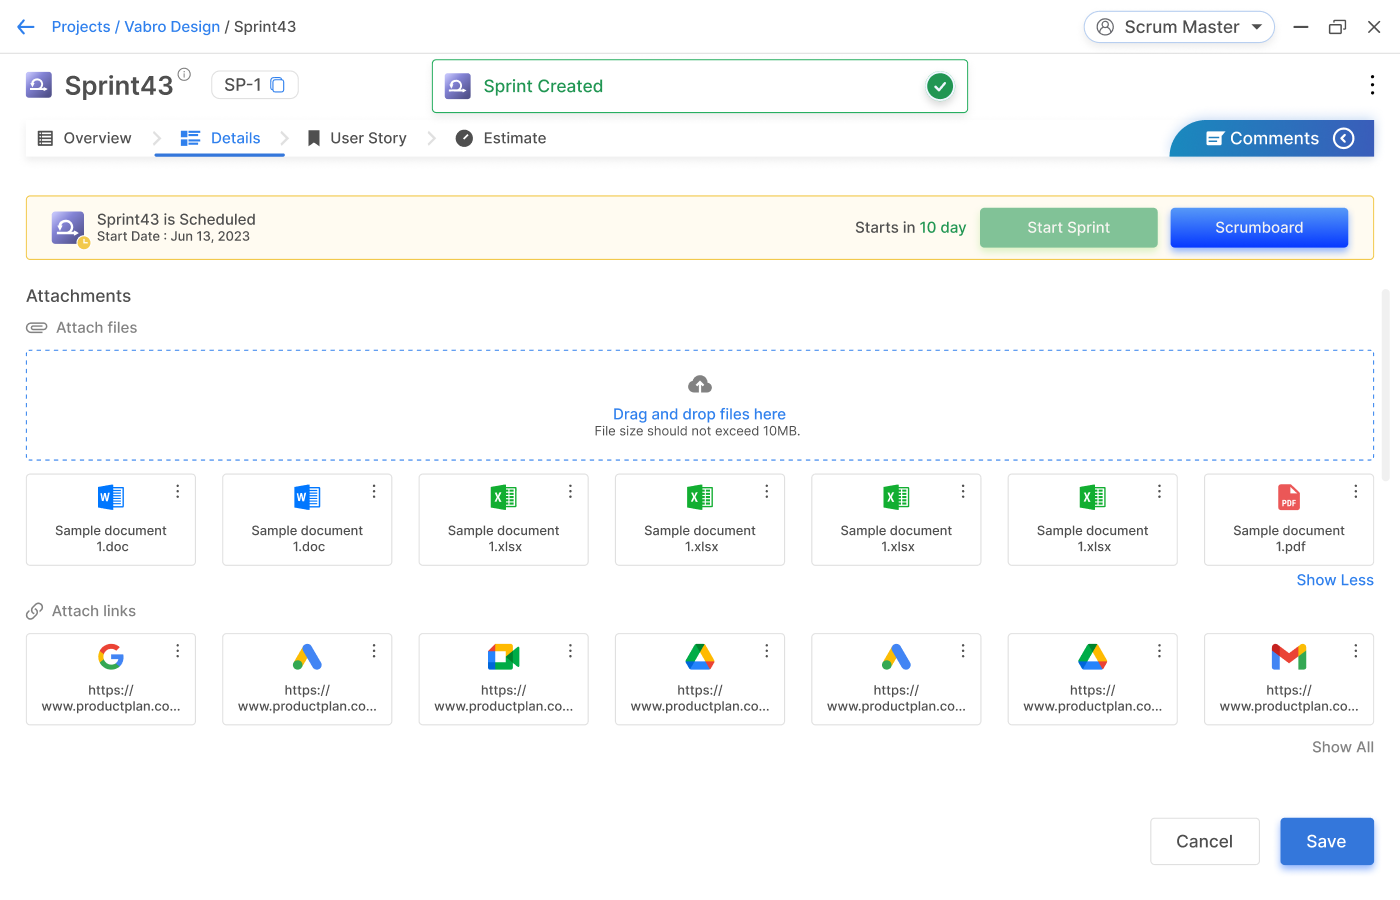 Projects / Vabro Design / Sprint43
Scrum Master
Sprint43
SP-1
Sprint Created
Overview
Details
User Story
Estimate
Comments
Sprint43 is Scheduled
Start Date : Jun 13, 2023
Starts in 10 day
Start Sprint
Scrumboard
Attachments
Attach files
Drag and drop files here
File size should not exceed 10MB.
W
Sample document
1.doc
W
Sample document
1.doc
X
Sample document
1.xlsx
X
Sample document
1.xlsx
X
Sample document
1.xlsx
X
Sample document
1.xlsx
PDF
Sample document
1.pdf
Show Less
Attach links
https://
www.productplan.co...
https://
www.productplan.co...
https://
www.productplan.co...
https://
www.productplan.co...
https://
www.productplan.co...
https://
www.productplan.co...
https://
www.productplan.co...
Show All
Cancel
Save